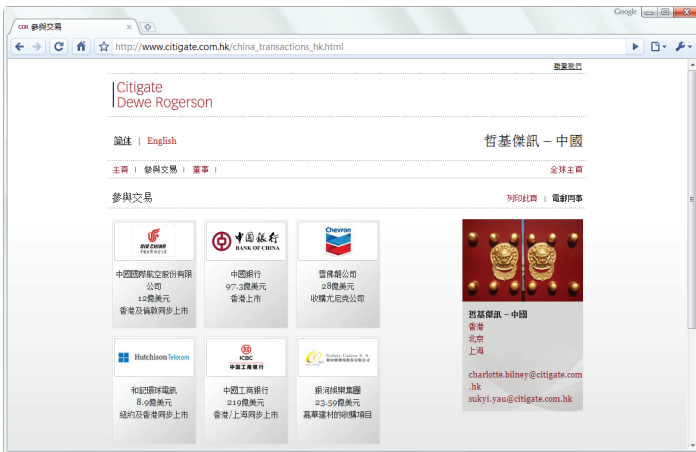 Google
CDR 參與交易
http://www.citigate.com.hk/china_transactions_hk.html
聯繫我們
Citigate
Dewe Rogerson
简体 | English
哲基傑訊 – 中國
主頁 | 參與交易 | 董事 |
全球主頁
參與交易
列印此頁 | 電郵同事
AIR CHINA
中國銀行
BANK OF CHINA
Chevron
中國國際航空股份有限
公司
12億美元
香港及倫敦同步上市
中國銀行
97.3億美元
香港上市
雪佛龍公司
28億美元
收購尤尼克公司
哲基傑訊 – 中國
香港
北京
上海
charlotte.bilney@citigate.com
.hk
sukyi.yau@citigate.com.hk
Hutchison Telecom
ICBC
中国工商银行
Galaxy Casino S. A.
和記環球電訊
8.9億美元
紐約及香港同步上市
中國工商銀行
219億美元
香港/上海同步上市
銀河娛樂集團
23.59億美元
嘉華建材的收購項目